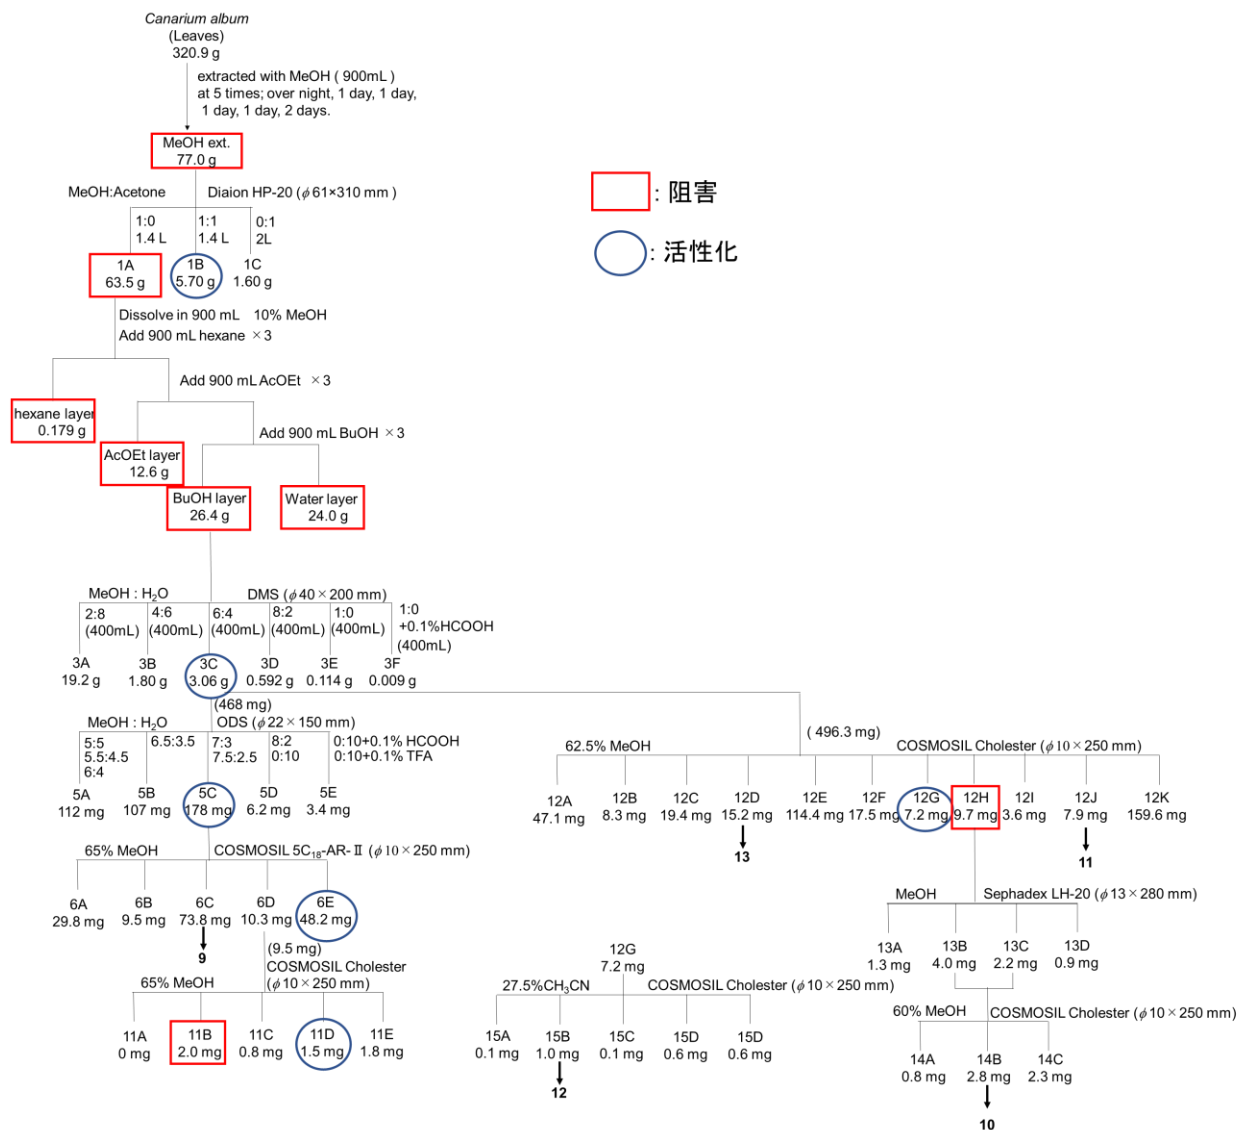 Canarium album
(Leaves)
320.9 g
extracted with MeOH ( 900mL )
at 5 times; over night, 1 day, 1 day,
1 day, 1 day, 2 days.
MeOH ext.
77.0 g
: 阻害
: 活性化
MeOH:Acetone Diaion HP-20 (φ61×310 mm )
1:0 1:1 0:1
1.4 L 1.4 L 2L
1A 1B 1C
63.5 g 5.70 g 1.60 g
Dissolve in 900 mL 10% MeOH
Add 900 mL hexane ×3
Add 900 mL AcOEt ×3
hexane layer
0.179 g
Add 900 mL BuOH ×3
AcOEt layer
12.6 g
BuOH layer Water layer
26.4 g 24.0 g
MeOH : H₂O DMS (φ40×200 mm)
2:8 4:6 6:4 8:2 1:0 1:0
(400mL) (400mL) (400mL) (400mL) (400mL) +0.1%HCOOH
(400mL)
3A 3B 3C 3D 3E 3F
19.2 g 1.80 g 3.06 g 0.592 g 0.114 g 0.009 g
(468 mg)
MeOH : H₂O ODS (φ22×150 mm)
5:5 6.5:3.5 7:3 8:2 0:10+0.1% HCOOH
5.5:4.5 7.5:2.5 0:10 0:10+0.1% TFA
6:4
5A 5B 5C 5D 5E
112 mg 107 mg 178 mg 6.2 mg 3.4 mg
65% MeOH COSMOSIL 5C₁₈-AR-Ⅱ (φ10×250 mm)
6A 6B 6C 6D 6E
29.8 mg 9.5 mg 73.8 mg 10.3 mg 48.2 mg
9
(9.5 mg)
COSMOSIL Cholester
65% MeOH (φ10×250 mm)
11A 11B 11C 11D 11E
0 mg 2.0 mg 0.8 mg 1.5 mg 1.8 mg
( 496.3 mg)
62.5% MeOH COSMOSIL Cholester (φ10×250 mm)
12A 12B 12C 12D 12E 12F 12G 12H 12I 12J 12K
47.1 mg 8.3 mg 19.4 mg 15.2 mg 114.4 mg 17.5 mg 7.2 mg 9.7 mg 3.6 mg 7.9 mg 159.6 mg
13 11
MeOH Sephadex LH-20 (φ13×280 mm)
13A 13B 13C 13D
1.3 mg 4.0 mg 2.2 mg 0.9 mg
60% MeOH COSMOSIL Cholester (φ10×250 mm)
14A 14B 14C
0.8 mg 2.8 mg 2.3 mg
10
12G
7.2 mg
27.5%CH₃CN COSMOSIL Cholester (φ10×250 mm)
15A 15B 15C 15D 15D
0.1 mg 1.0 mg 0.1 mg 0.6 mg 0.6 mg
12